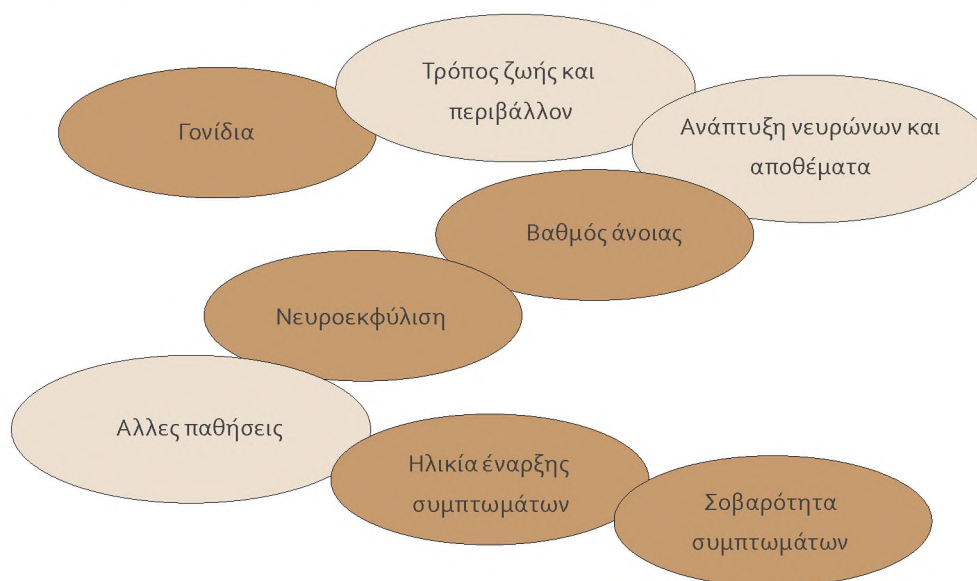 Τρόπος ζωής και
περιβάλλον
Γονίδια
Ανάπτυξη νευρώνων και
αποθέματα
Βαθμός άνοιας
Νευροεκφύλιση
Αλλες παθήσεις
Ηλικία έναρξης
συμπτωμάτων
Σοβαρότητα
συμπτωμάτων